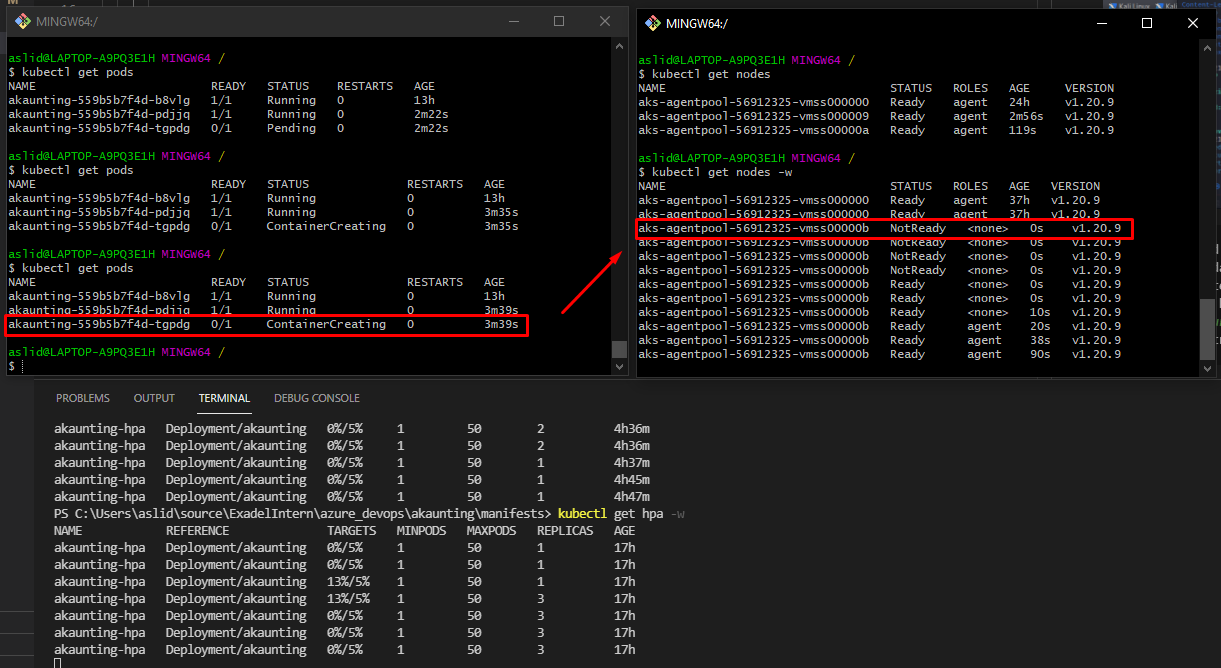 MINGW64:/
aslid@LAPTOP-A9PQ3E1H MINGW64 /
$ kubectl get pods
NAME READY STATUS RESTARTS AGE
akaunting-559b5b7f4d-b8vlg 1/1 Running 0 13h
akaunting-559b5b7f4d-pdjjq 1/1 Running 0 2m22s
akaunting-559b5b7f4d-tgpdg 0/1 Pending 0 2m22s
aslid@LAPTOP-A9PQ3E1H MINGW64 /
$ kubectl get pods
NAME READY STATUS RESTARTS AGE
akaunting-559b5b7f4d-b8vlg 1/1 Running 0 13h
akaunting-559b5b7f4d-pdjjq 1/1 Running 0 3m35s
akaunting-559b5b7f4d-tgpdg 0/1 ContainerCreating 0 3m35s
aslid@LAPTOP-A9PQ3E1H MINGW64 /
$ kubectl get pods
NAME READY STATUS RESTARTS AGE
akaunting-559b5b7f4d-b8vlg 1/1 Running 0 13h
akaunting-559b5b7f4d-pdjjq 1/1 Running 0 3m39s
akaunting-559b5b7f4d-tgpdg 0/1 ContainerCreating 0 3m39s
aslid@LAPTOP-A9PQ3E1H MINGW64 /
$
MINGW64:/
aslid@LAPTOP-A9PQ3E1H MINGW64 /
$ kubectl get nodes
NAME STATUS ROLES AGE VERSION
aks-agentpool-56912325-vmss000000 Ready agent 24h v1.20.9
aks-agentpool-56912325-vmss000009 Ready agent 2m56s v1.20.9
aks-agentpool-56912325-vmss00000a Ready agent 119s v1.20.9
aslid@LAPTOP-A9PQ3E1H MINGW64 /
$ kubectl get nodes -w
NAME STATUS ROLES AGE VERSION
aks-agentpool-56912325-vmss000000 Ready agent 37h v1.20.9
aks-agentpool-56912325-vmss000000 Ready agent 37h v1.20.9
aks-agentpool-56912325-vmss00000b NotReady <none> 0s v1.20.9
aks-agentpool-56912325-vmss00000b NotReady <none> 0s v1.20.9
aks-agentpool-56912325-vmss00000b NotReady <none> 0s v1.20.9
aks-agentpool-56912325-vmss00000b NotReady <none> 0s v1.20.9
aks-agentpool-56912325-vmss00000b Ready <none> 0s v1.20.9
aks-agentpool-56912325-vmss00000b Ready <none> 0s v1.20.9
aks-agentpool-56912325-vmss00000b Ready <none> 10s v1.20.9
aks-agentpool-56912325-vmss00000b Ready agent 20s v1.20.9
aks-agentpool-56912325-vmss00000b Ready agent 38s v1.20.9
aks-agentpool-56912325-vmss00000b Ready agent 90s v1.20.9
PROBLEMS OUTPUT TERMINAL DEBUG CONSOLE
akaunting-hpa Deployment/akaunting 0%/5% 1 50 2 4h36m
akaunting-hpa Deployment/akaunting 0%/5% 1 50 2 4h36m
akaunting-hpa Deployment/akaunting 0%/5% 1 50 1 4h37m
akaunting-hpa Deployment/akaunting 0%/5% 1 50 1 4h45m
akaunting-hpa Deployment/akaunting 0%/5% 1 50 1 4h47m
PS C:\Users\aslid\source\ExadelIntern\azure_devops\akaunting\manifests> kubectl get hpa -w
NAME REFERENCE TARGETS MINPODS MAXPODS REPLICAS AGE
akaunting-hpa Deployment/akaunting 0%/5% 1 50 1 17h
akaunting-hpa Deployment/akaunting 0%/5% 1 50 1 17h
akaunting-hpa Deployment/akaunting 13%/5% 1 50 1 17h
akaunting-hpa Deployment/akaunting 13%/5% 1 50 3 17h
akaunting-hpa Deployment/akaunting 0%/5% 1 50 3 17h
akaunting-hpa Deployment/akaunting 0%/5% 1 50 3 17h
akaunting-hpa Deployment/akaunting 0%/5% 1 50 3 17h